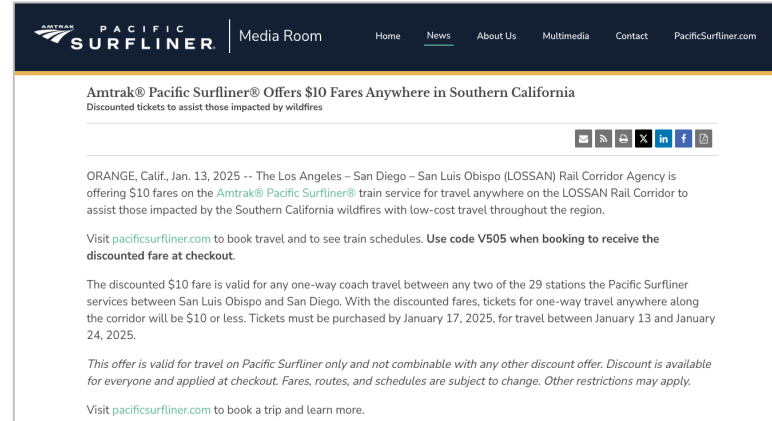 AMTRAK
PACIFIC
SURFLINER®
Media Room
Home
News
About Us
Multimedia
Contact
PacificSurfliner.com
Amtrak® Pacific Surfliner® Offers $10 Fares Anywhere in Southern California
Discounted tickets to assist those impacted by wildfires
X
in
f
ORANGE, Calif., Jan. 13, 2025 -- The Los Angeles – San Diego – San Luis Obispo (LOSSAN) Rail Corridor Agency is
offering $10 fares on the Amtrak® Pacific Surfliner® train service for travel anywhere on the LOSSAN Rail Corridor to
assist those impacted by the Southern California wildfires with low-cost travel throughout the region.
Visit pacificsurfliner.com to book travel and to see train schedules. Use code V505 when booking to receive the
discounted fare at checkout.
The discounted $10 fare is valid for any one-way coach travel between any two of the 29 stations the Pacific Surfliner
services between San Luis Obispo and San Diego. With the discounted fares, tickets for one-way travel anywhere along
the corridor will be $10 or less. Tickets must be purchased by January 17, 2025, for travel between January 13 and January
24, 2025.
This offer is valid for travel on Pacific Surfliner only and not combinable with any other discount offer. Discount is available
for everyone and applied at checkout. Fares, routes, and schedules are subject to change. Other restrictions may apply.
Visit pacificsurfliner.com to book a trip and learn more.